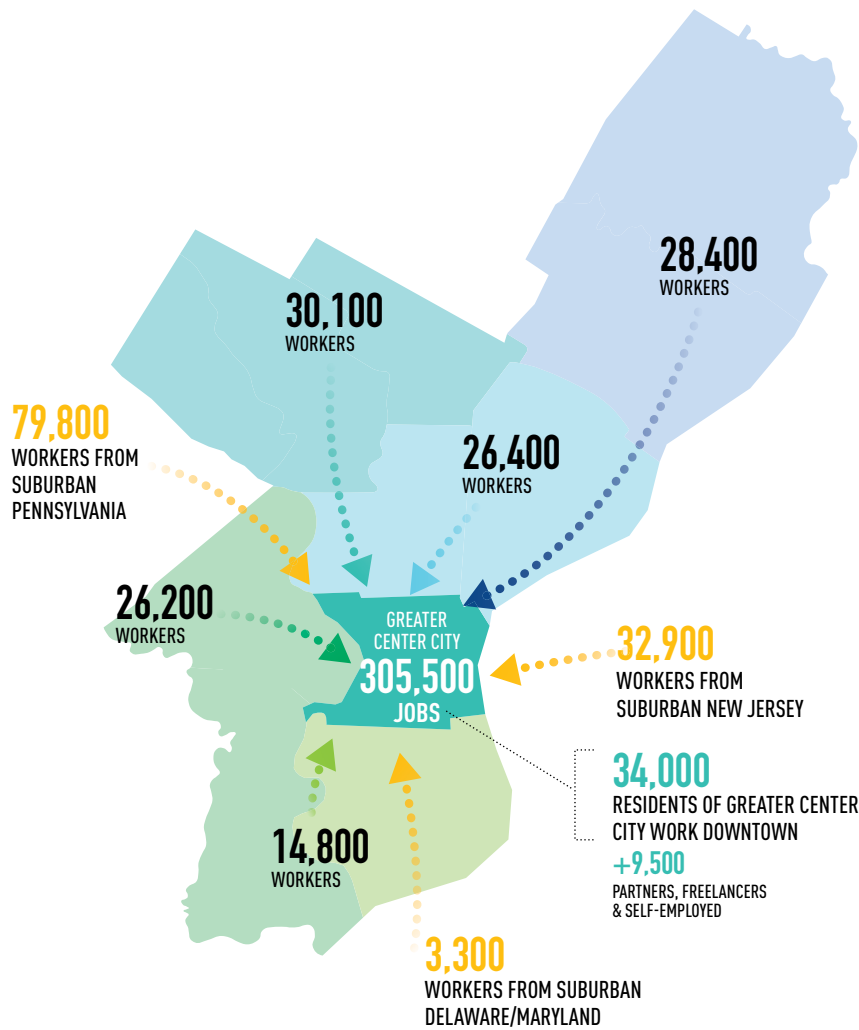 28,400
WORKERS
30,100
WORKERS
79,800
WORKERS FROM
SUBURBAN
PENNSYLVANIA
26,400
WORKERS
26,200
WORKERS
GREATER
CENTER CITY
305,500
JOBS
32,900
WORKERS FROM
SUBURBAN NEW JERSEY
34,000
RESIDENTS OF GREATER CENTER
CITY WORK DOWNTOWN
+9,500
PARTNERS, FREELANCERS
& SELF-EMPLOYED
14,800
WORKERS
3,300
WORKERS FROM SUBURBAN
DELAWARE/MARYLAND